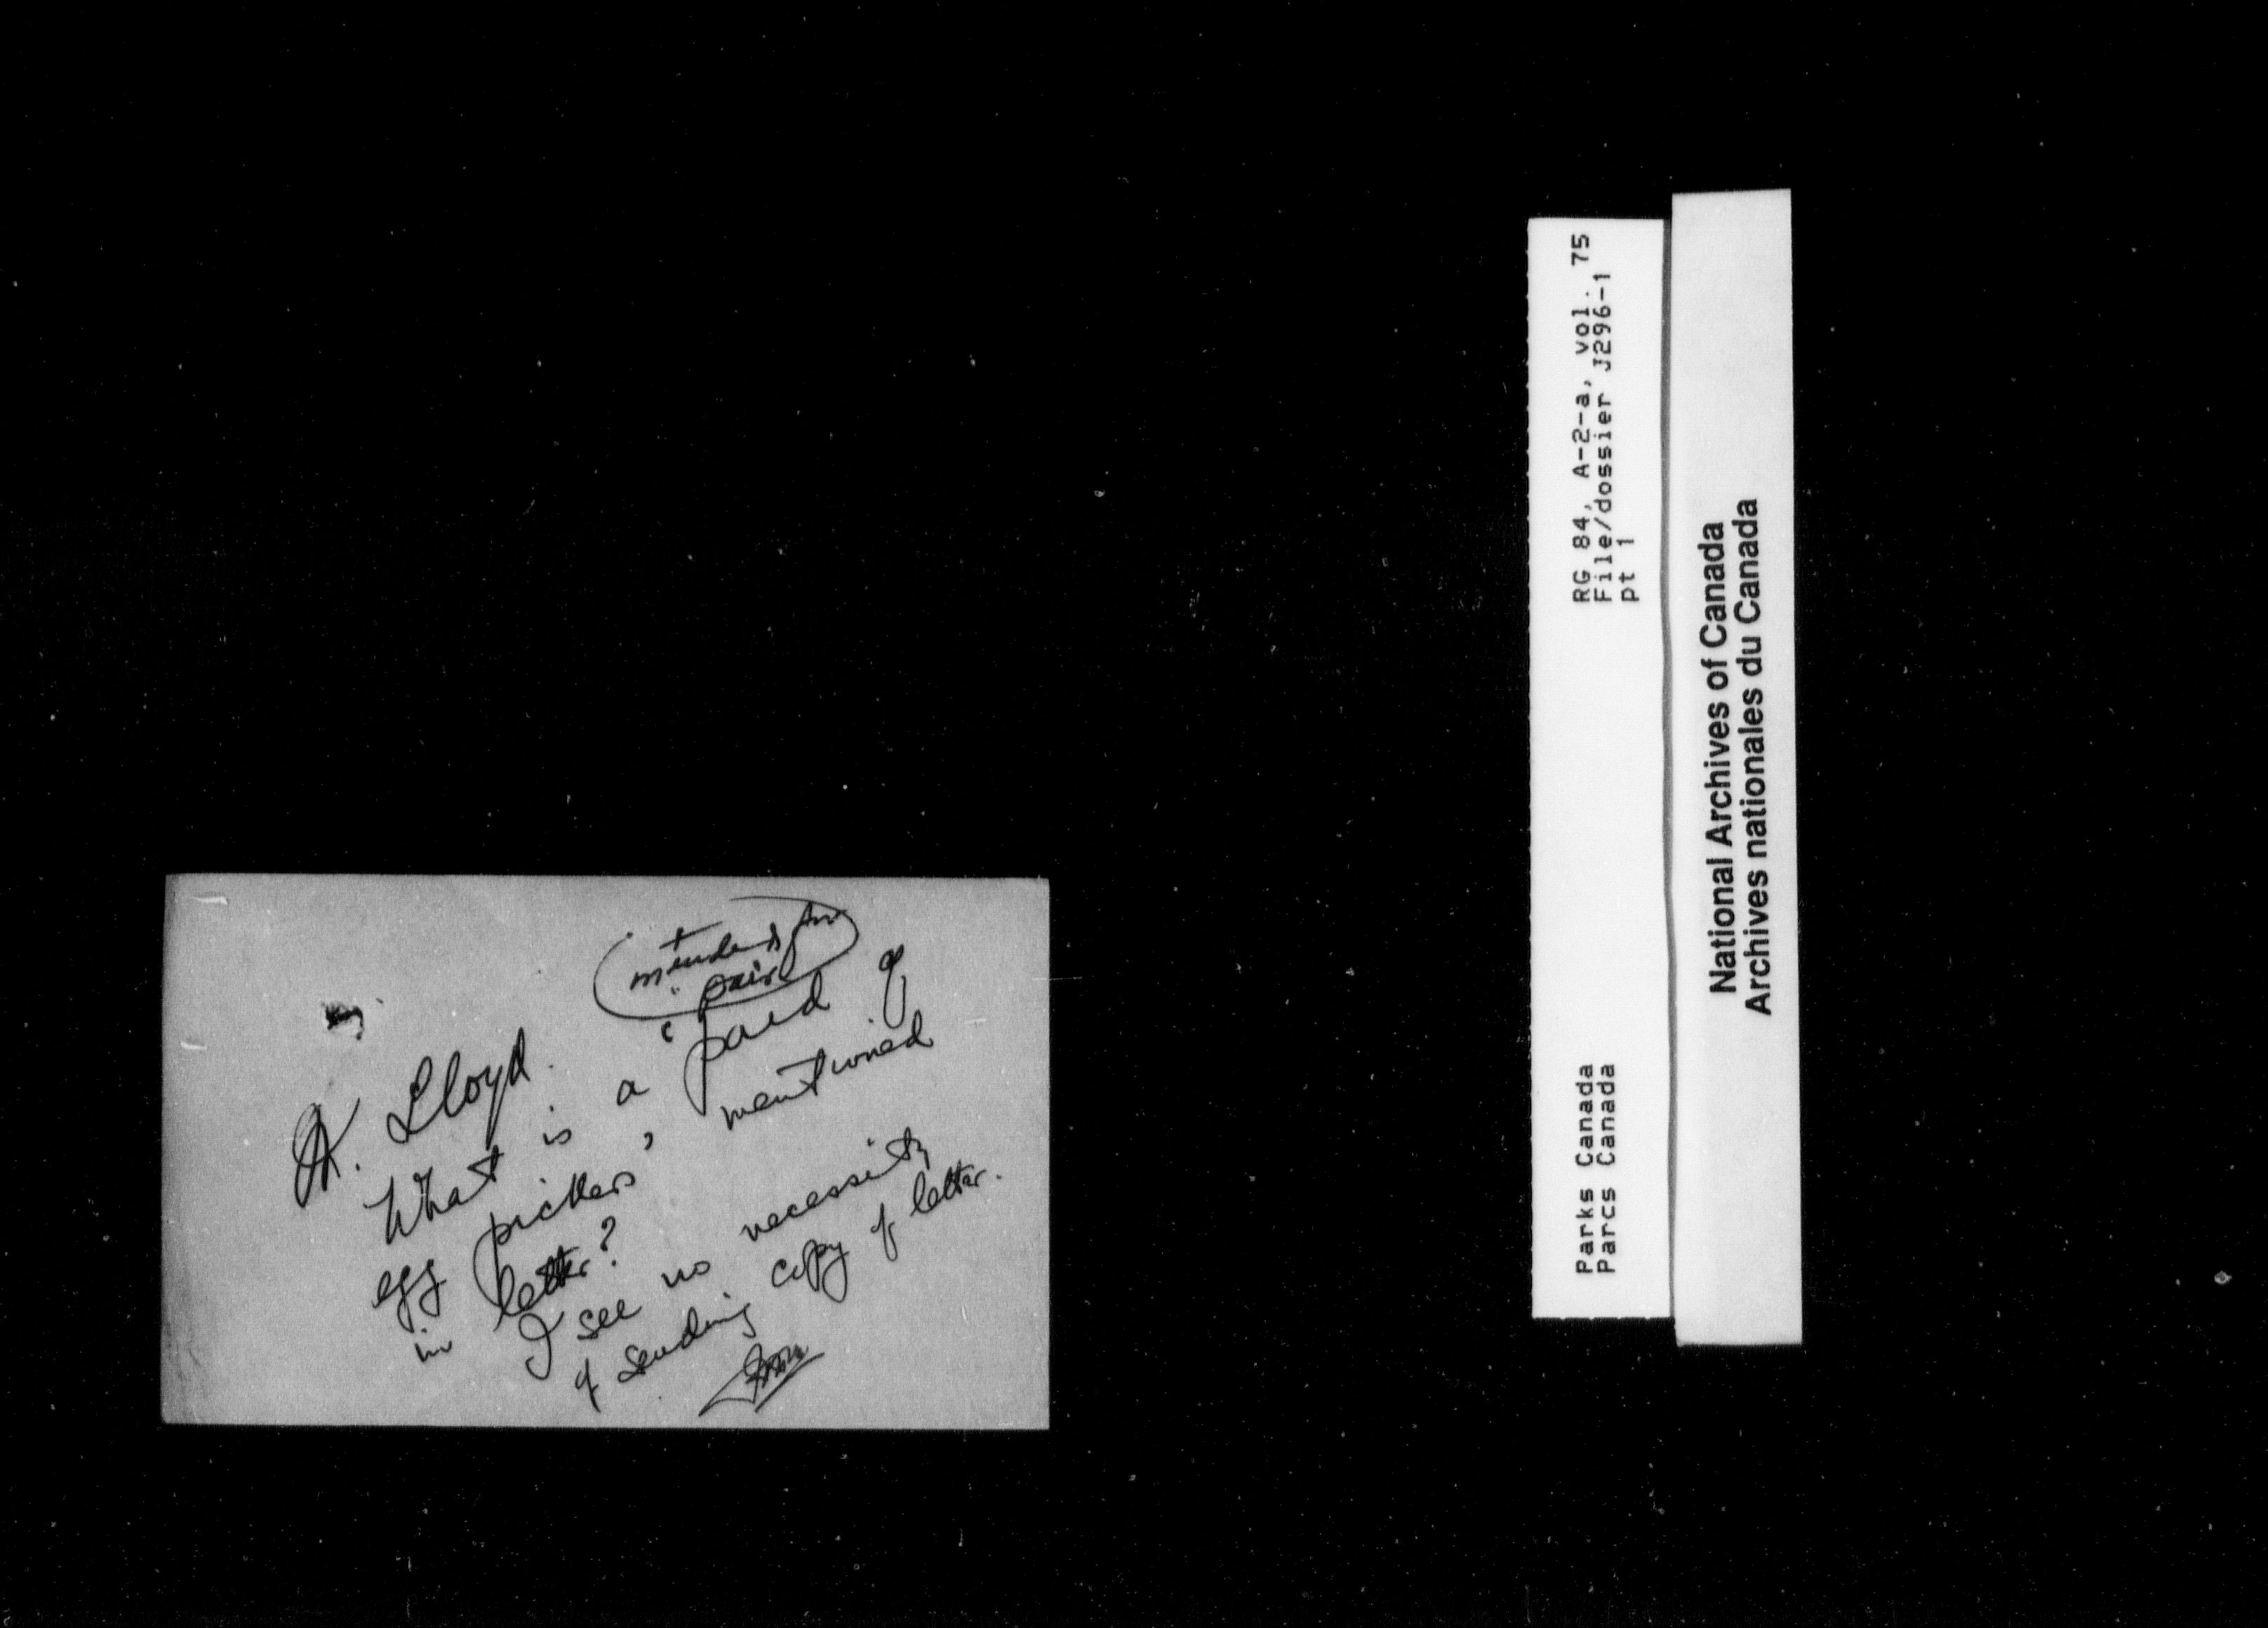 Lloyd.
intended for
"pair"
What is a 'paid of
egg pickers', mentioned
in letter?
I see no necessity
of sending copy of letter.
RG 84, A-2-a, vol. 75
File/dossier J296-1
pt 1
Parks Canada
Parcs Canada
National Archives of Canada
Archives nationales du Canada